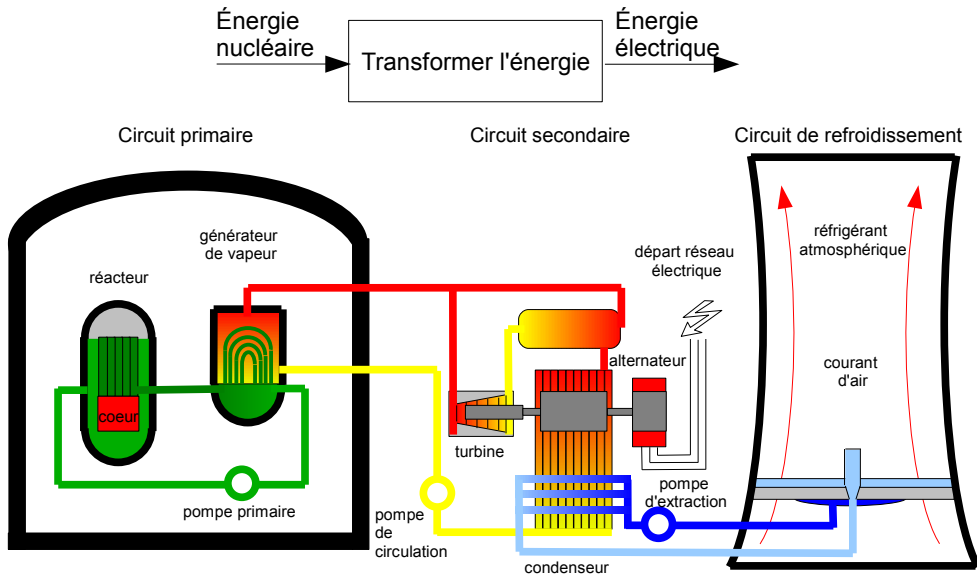 Énergie
nucléaire
Transformer l'énergie
Énergie
électrique
Circuit primaire
Circuit secondaire
Circuit de refroidissement
générateur
de vapeur
réacteur
coeur
pompe primaire
pompe
de
circulation
turbine
départ réseau
électrique
alternateur
pompe
d'extraction
condenseur
réfrigérant
atmosphérique
courant
d'air